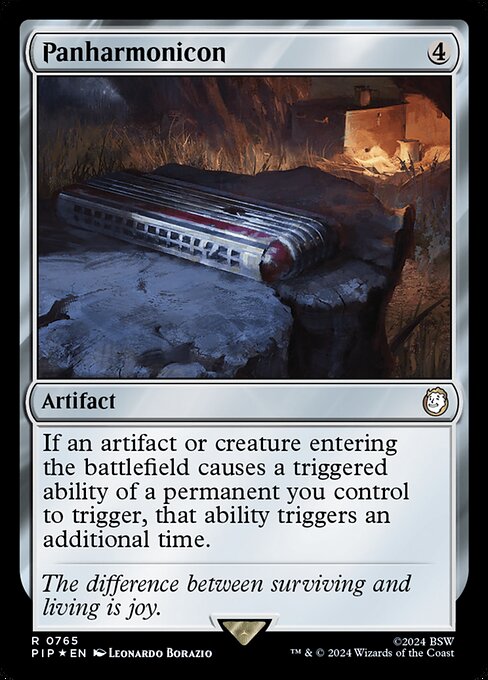 Panharmonicon 4
Artifact
If an artifact or creature entering
the battlefield causes a triggered
ability of a permanent you control
to trigger, that ability triggers an
additional time.
The difference between surviving and
living is joy.
R 0765 ©2024 BSW
PIP★EN Leonardo Borazio ™ & © 2024 Wizards of the Coast